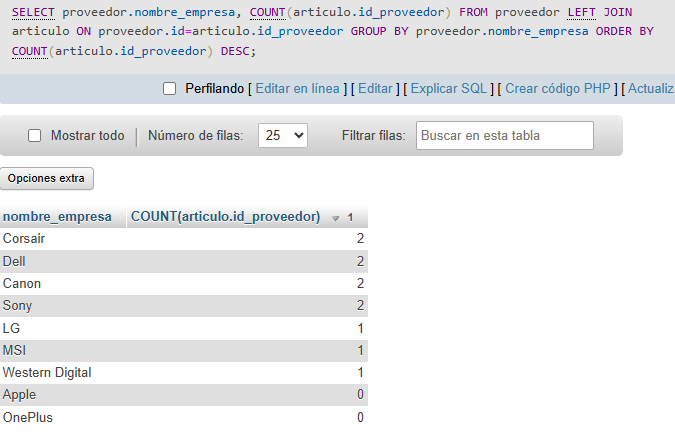 SELECT proveedor.nombre_empresa, COUNT(articulo.id_proveedor) FROM proveedor LEFT JOIN
articulo ON proveedor.id=articulo.id_proveedor GROUP BY proveedor.nombre_empresa ORDER BY
COUNT(articulo.id_proveedor) DESC;
Perfilando [ Editar en línea ] [ Editar ] [ Explicar SQL ] [ Crear código PHP ] [ Actualiz
Mostrar todo | Número de filas: 25 Filtrar filas: Buscar en esta tabla
Opciones extra
nombre_empresa COUNT(articulo.id_proveedor) 1
Corsair 2
Dell 2
Canon 2
Sony 2
LG 1
MSI 1
Western Digital 1
Apple 0
OnePlus 0